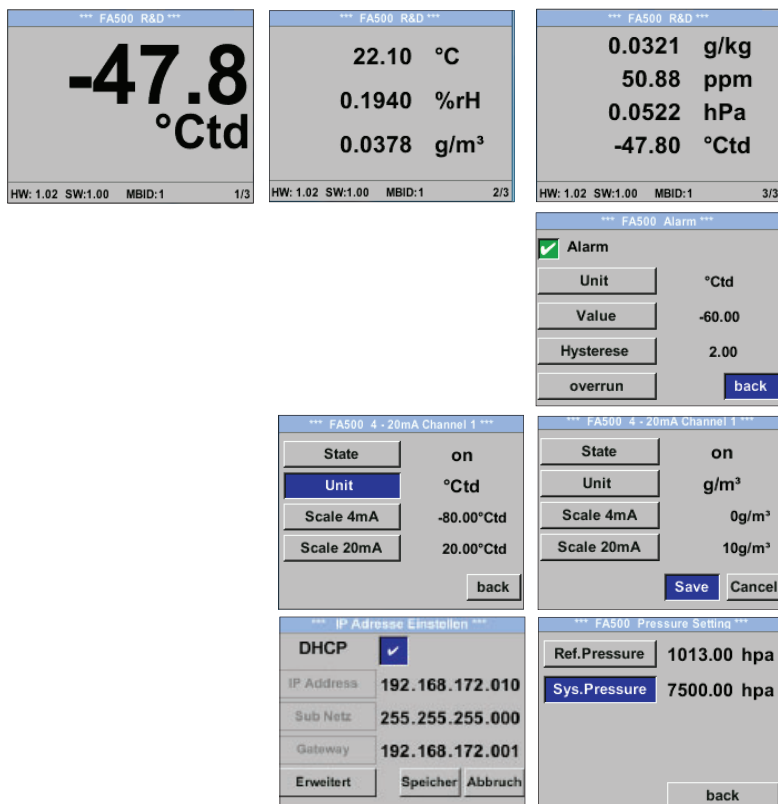 *** FA500 R&D ***
-47.8
°Ctd
HW: 1.02 SW:1.00 MBID:1 1/3
*** FA500 R&D ***
22.10 °C
0.1940 %rH
0.0378 g/m³
HW: 1.02 SW:1.00 MBID:1 2/3
*** FA500 R&D ***
0.0321 g/kg
50.88 ppm
0.0522 hPa
-47.80 °Ctd
HW: 1.02 SW:1.00 MBID:1 3/3
*** FA500 Alarm ***
Alarm
Unit °Ctd
Value -60.00
Hysterese 2.00
overrun back
*** FA500 4 - 20mA Channel 1 ***
State on
Unit °Ctd
Scale 4mA -80.00°Ctd
Scale 20mA 20.00°Ctd
back
*** FA500 4 - 20mA Channel 1 ***
State on
Unit g/m³
Scale 4mA 0g/m³
Scale 20mA 10g/m³
Save Cancel
*** IP Adresse Einstellen ***
DHCP
IP Address 192.168.172.010
Sub Netz 255.255.255.000
Gateway 192.168.172.001
Erweitert Speicher Abbruch
*** FA500 Pressure Setting ***
Ref.Pressure 1013.00 hpa
Sys.Pressure 7500.00 hpa
back